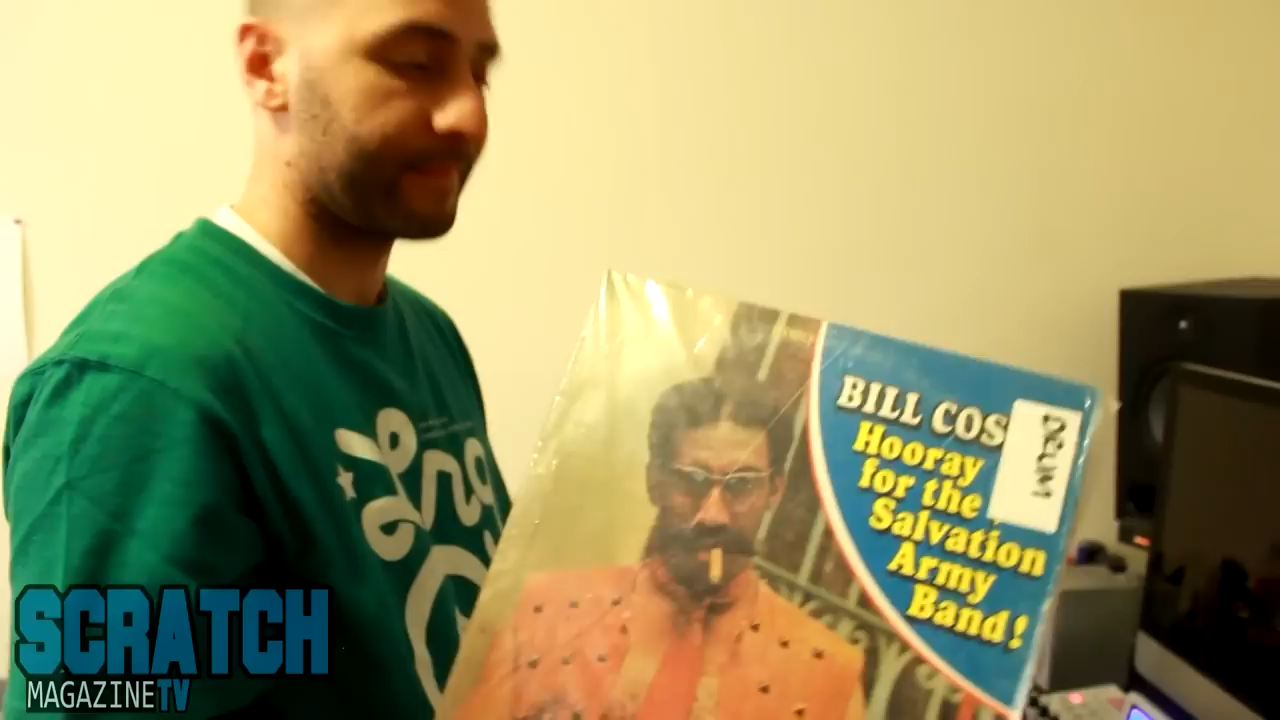 BILL COS
Hooray
for the
Salvation
Army
Band!
DRUM
SCRATCH
MAGAZINETV